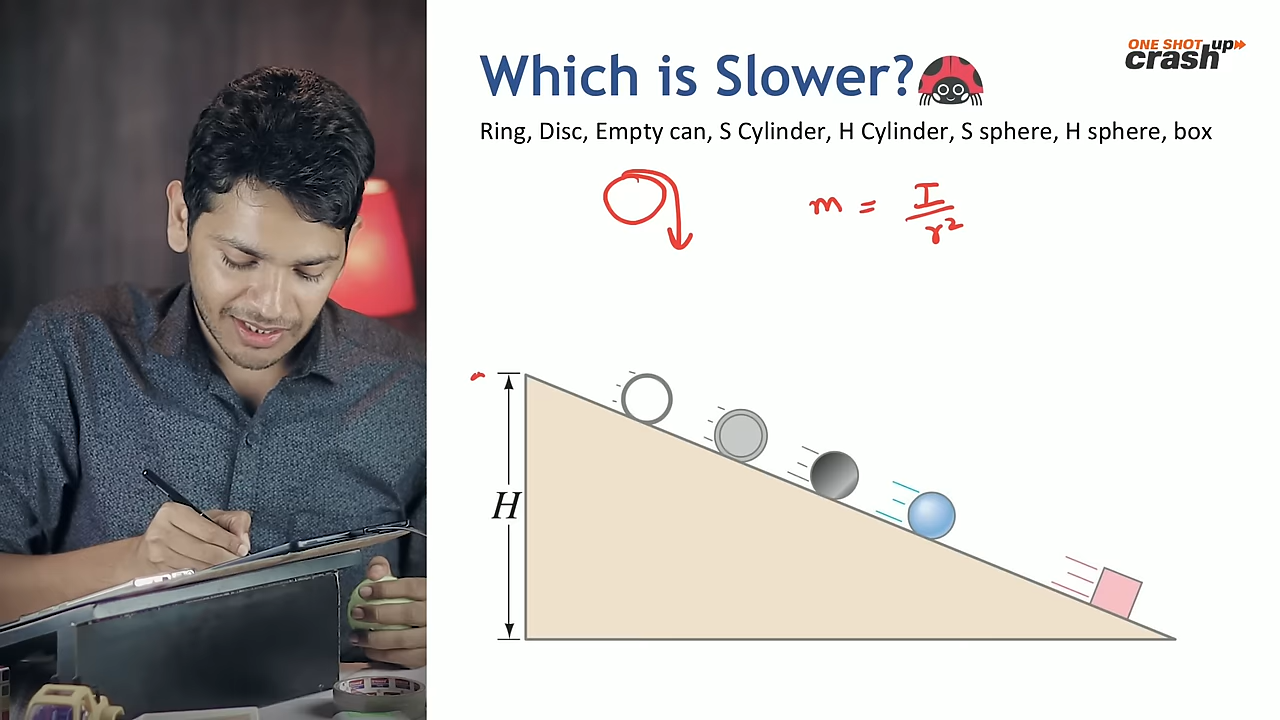 Which is Slower?
ONE SHOT
crash up
Ring, Disc, Empty can, S Cylinder, H Cylinder, S sphere, H sphere, box
m = I / r²
H